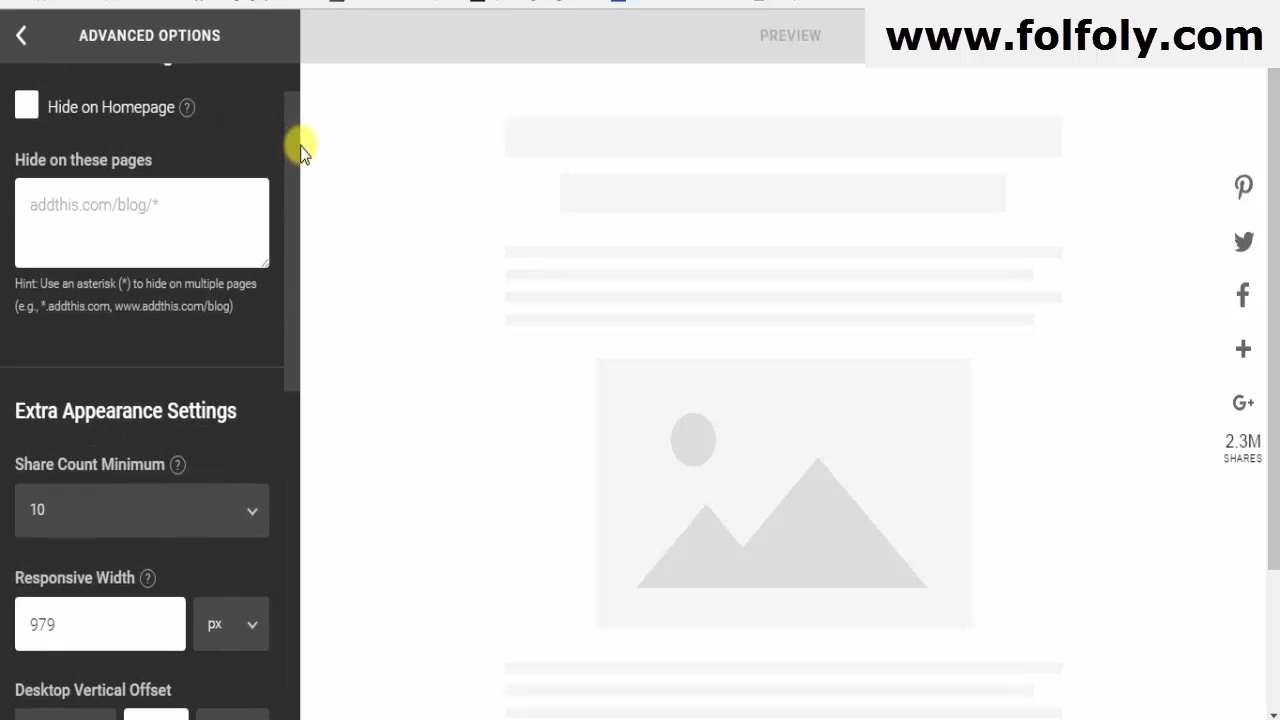 ADVANCED OPTIONS
PREVIEW
www.folfoly.com
Hide on Homepage ?
Hide on these pages
addthis.com/blog/*
Hint: Use an asterisk (*) to hide on multiple pages
(e.g., *.addthis.com, www.addthis.com/blog)
Extra Appearance Settings
Share Count Minimum ?
10
Responsive Width ?
979
px
Desktop Vertical Offset
G+
2.3M
SHARES